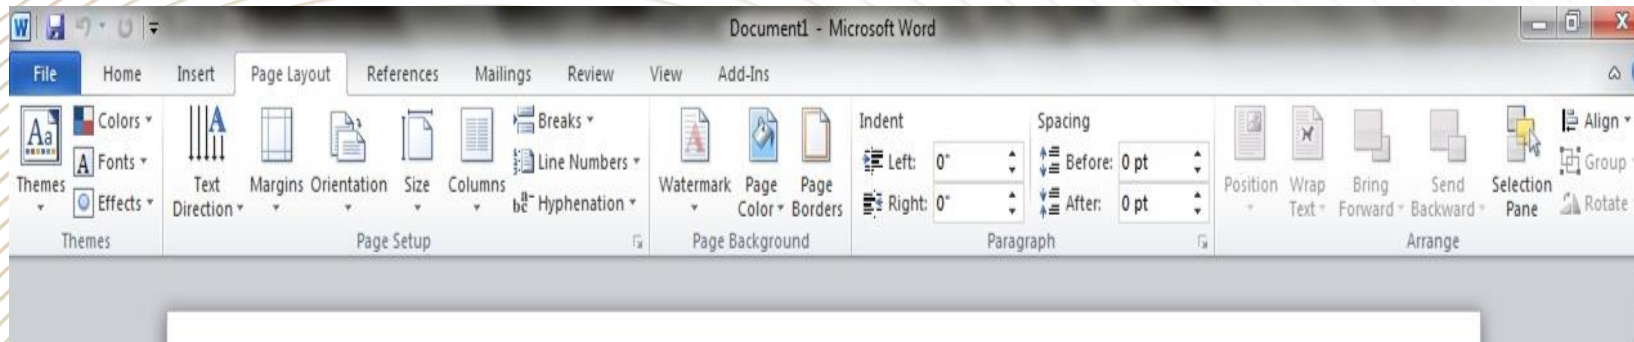 Document1 - Microsoft Word
File Home Insert Page Layout References Mailings Review View Add-Ins
Themes
Colors
Fonts
Effects
Themes
Text Direction
Margins
Orientation
Size
Columns
Breaks
Line Numbers
Hyphenation
Page Setup
Watermark
Page Color
Page Borders
Page Background
Indent
Left: 0"
Right: 0"
Spacing
Before: 0 pt
After: 0 pt
Paragraph
Position
Wrap Text
Bring Forward
Send Backward
Selection Pane
Align
Group
Rotate
Arrange